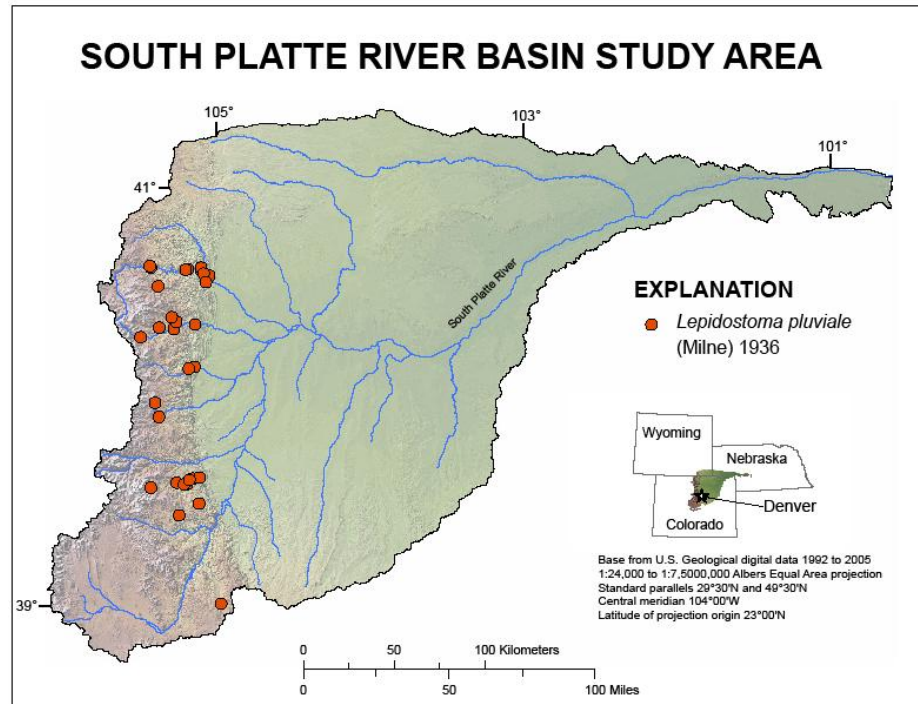 SOUTH PLATTE RIVER BASIN STUDY AREA
105°
103°
101°
41°
South Platte River
EXPLANATION
Lepidostoma pluviale
(Milne) 1936
Wyoming
Nebraska
Denver
Colorado
Base from U.S. Geological digital data 1992 to 2005
1:24,000 to 1:7,5000,000 Albers Equal Area projection
Standard parallels 29°30'N and 49°30'N
Central meridian 104°00'W
Latitude of projection origin 23°00'N
39°
0 50 100 Kilometers
0 50 100 Miles